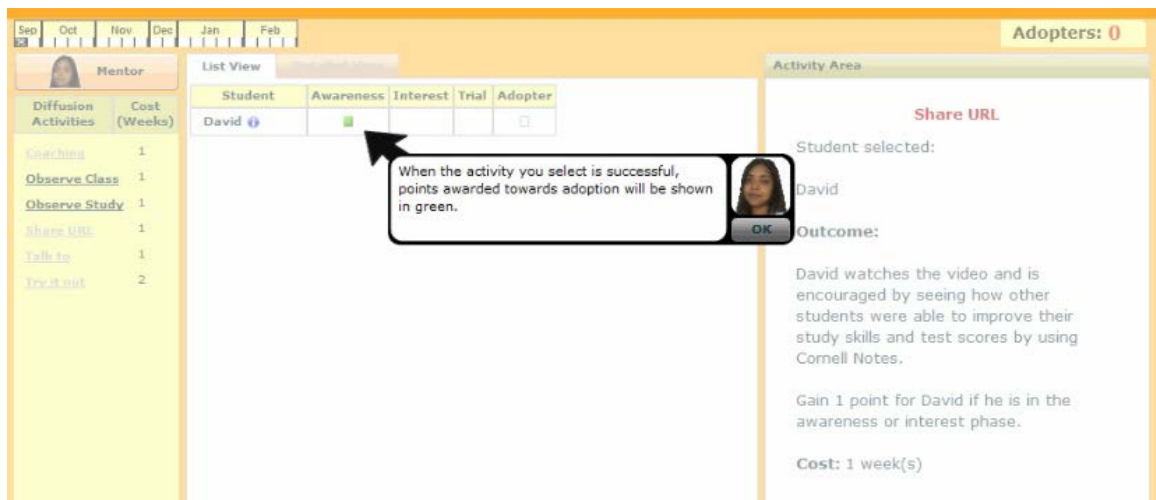 Sep Oct Nov Dec Jan Feb
Adopters: 0
Mentor
Diffusion Activities Cost (Weeks)
Coaching 1
Observe Class 1
Observe Study 1
Share URL 1
Talk to 1
Try it out 2
List View
Student Awareness Interest Trial Adopter
David
When the activity you select is successful,
points awarded towards adoption will be shown
in green.
OK
Activity Area
Share URL
Student selected:
David
Outcome:
David watches the video and is
encouraged by seeing how other
students were able to improve their
study skills and test scores by using
Cornell Notes.
Gain 1 point for David if he is in the
awareness or interest phase.
Cost: 1 week(s)